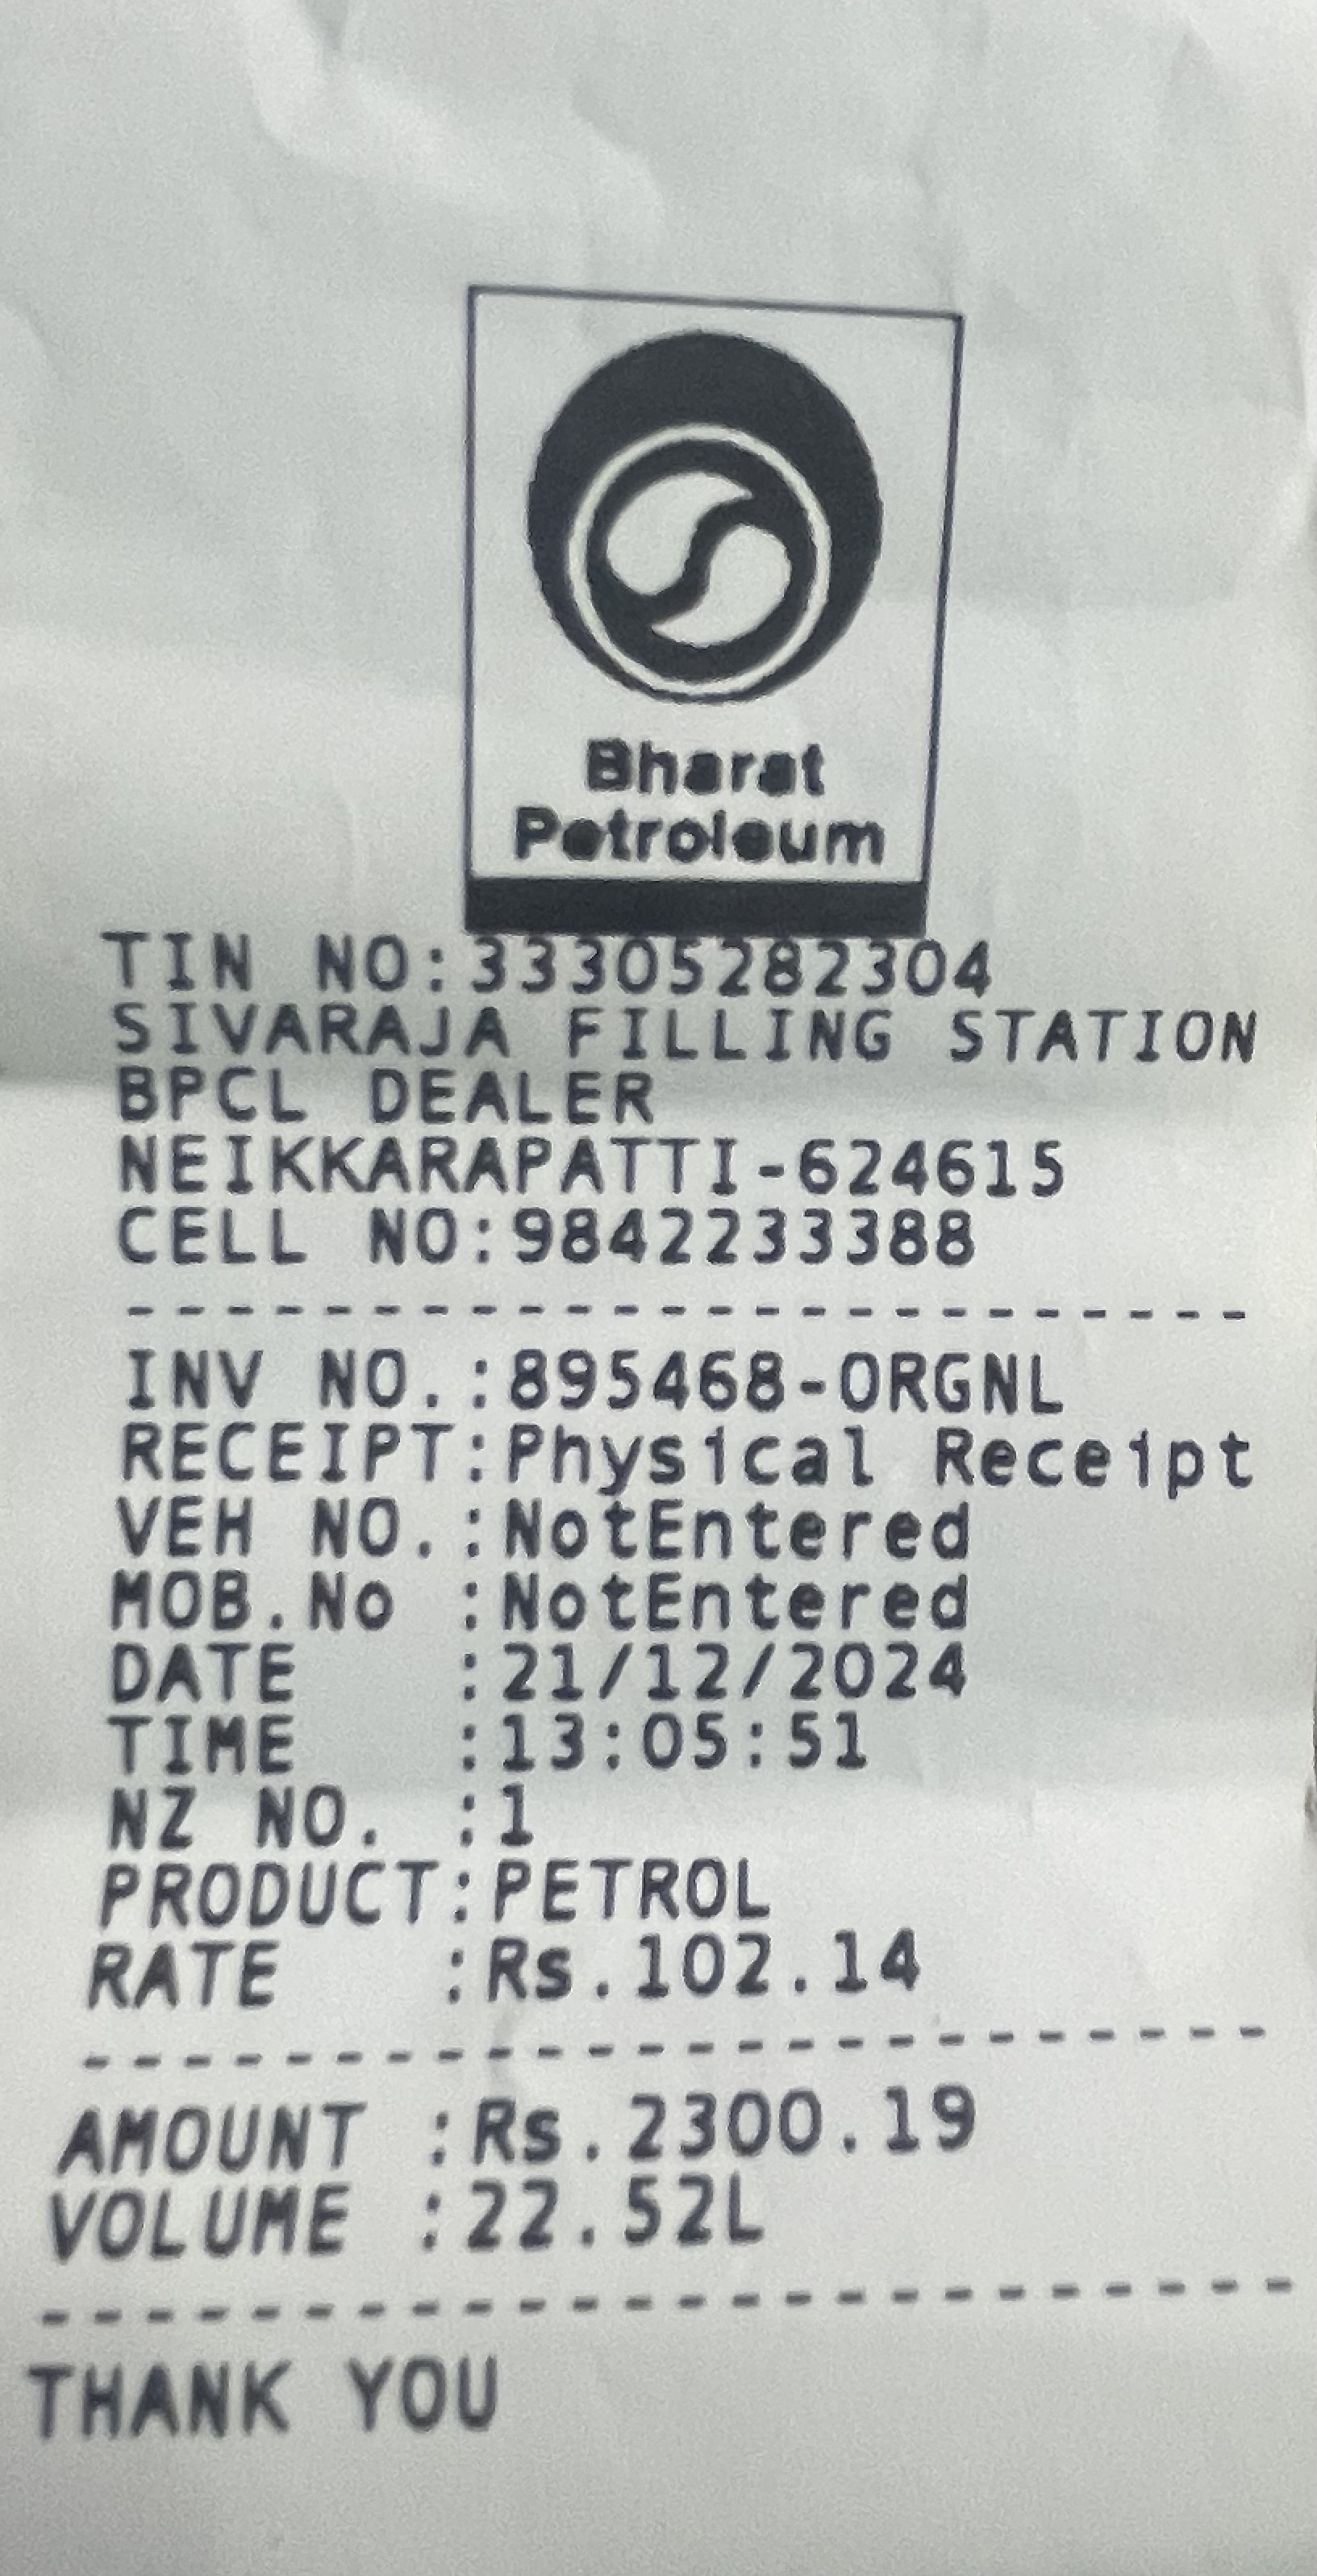 Bharat
Petroleum
TIN NO:33305282304
SIVARAJA FILLING STATION
BPCL DEALER
NEIKKARAPATTI-624615
CELL NO:9842233388
------------------------
INV NO.:895468-ORGNL
RECEIPT:Physical Receipt
VEH NO.:NotEntered
MOB.No :NotEntered
DATE   :21/12/2024
TIME   :13:05:51
NZ NO. :1
PRODUCT:PETROL
RATE   :Rs.102.14
------------------------
AMOUNT :Rs.2300.19
VOLUME :22.52L
------------------------
THANK YOU